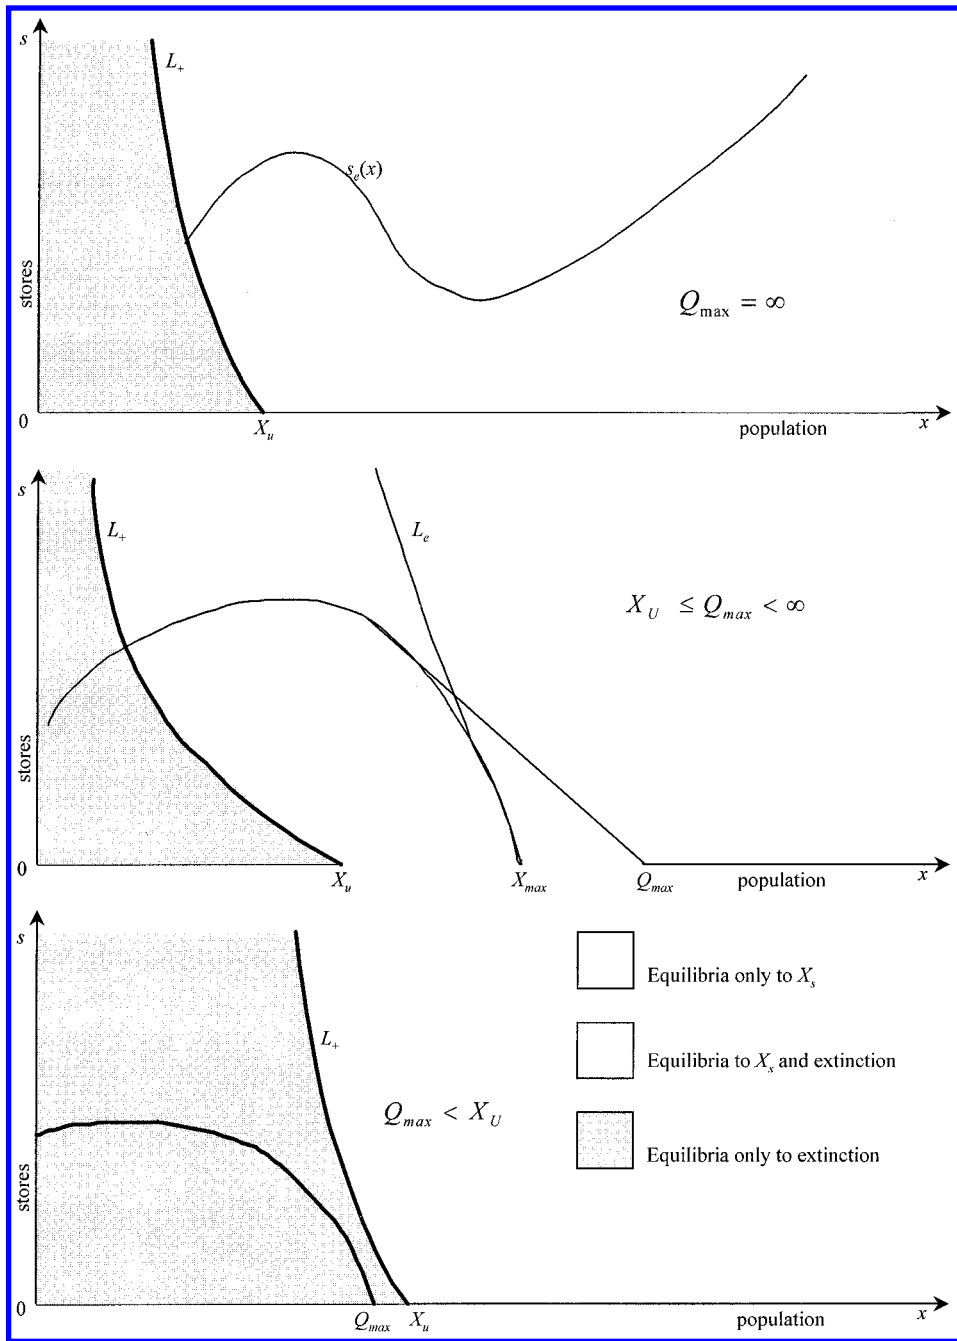 s
L+
se(x)
stores
Qmax = ∞
0
Xu
population
x
s
L+
Le
XU ≤ Qmax < ∞
stores
0
Xu
Xmax
Qmax
population
x
s
Equilibria only to Xs
L+
Equilibria to Xs and extinction
Qmax < XU
Equilibria only to extinction
stores
0
Qmax
Xu
population
x